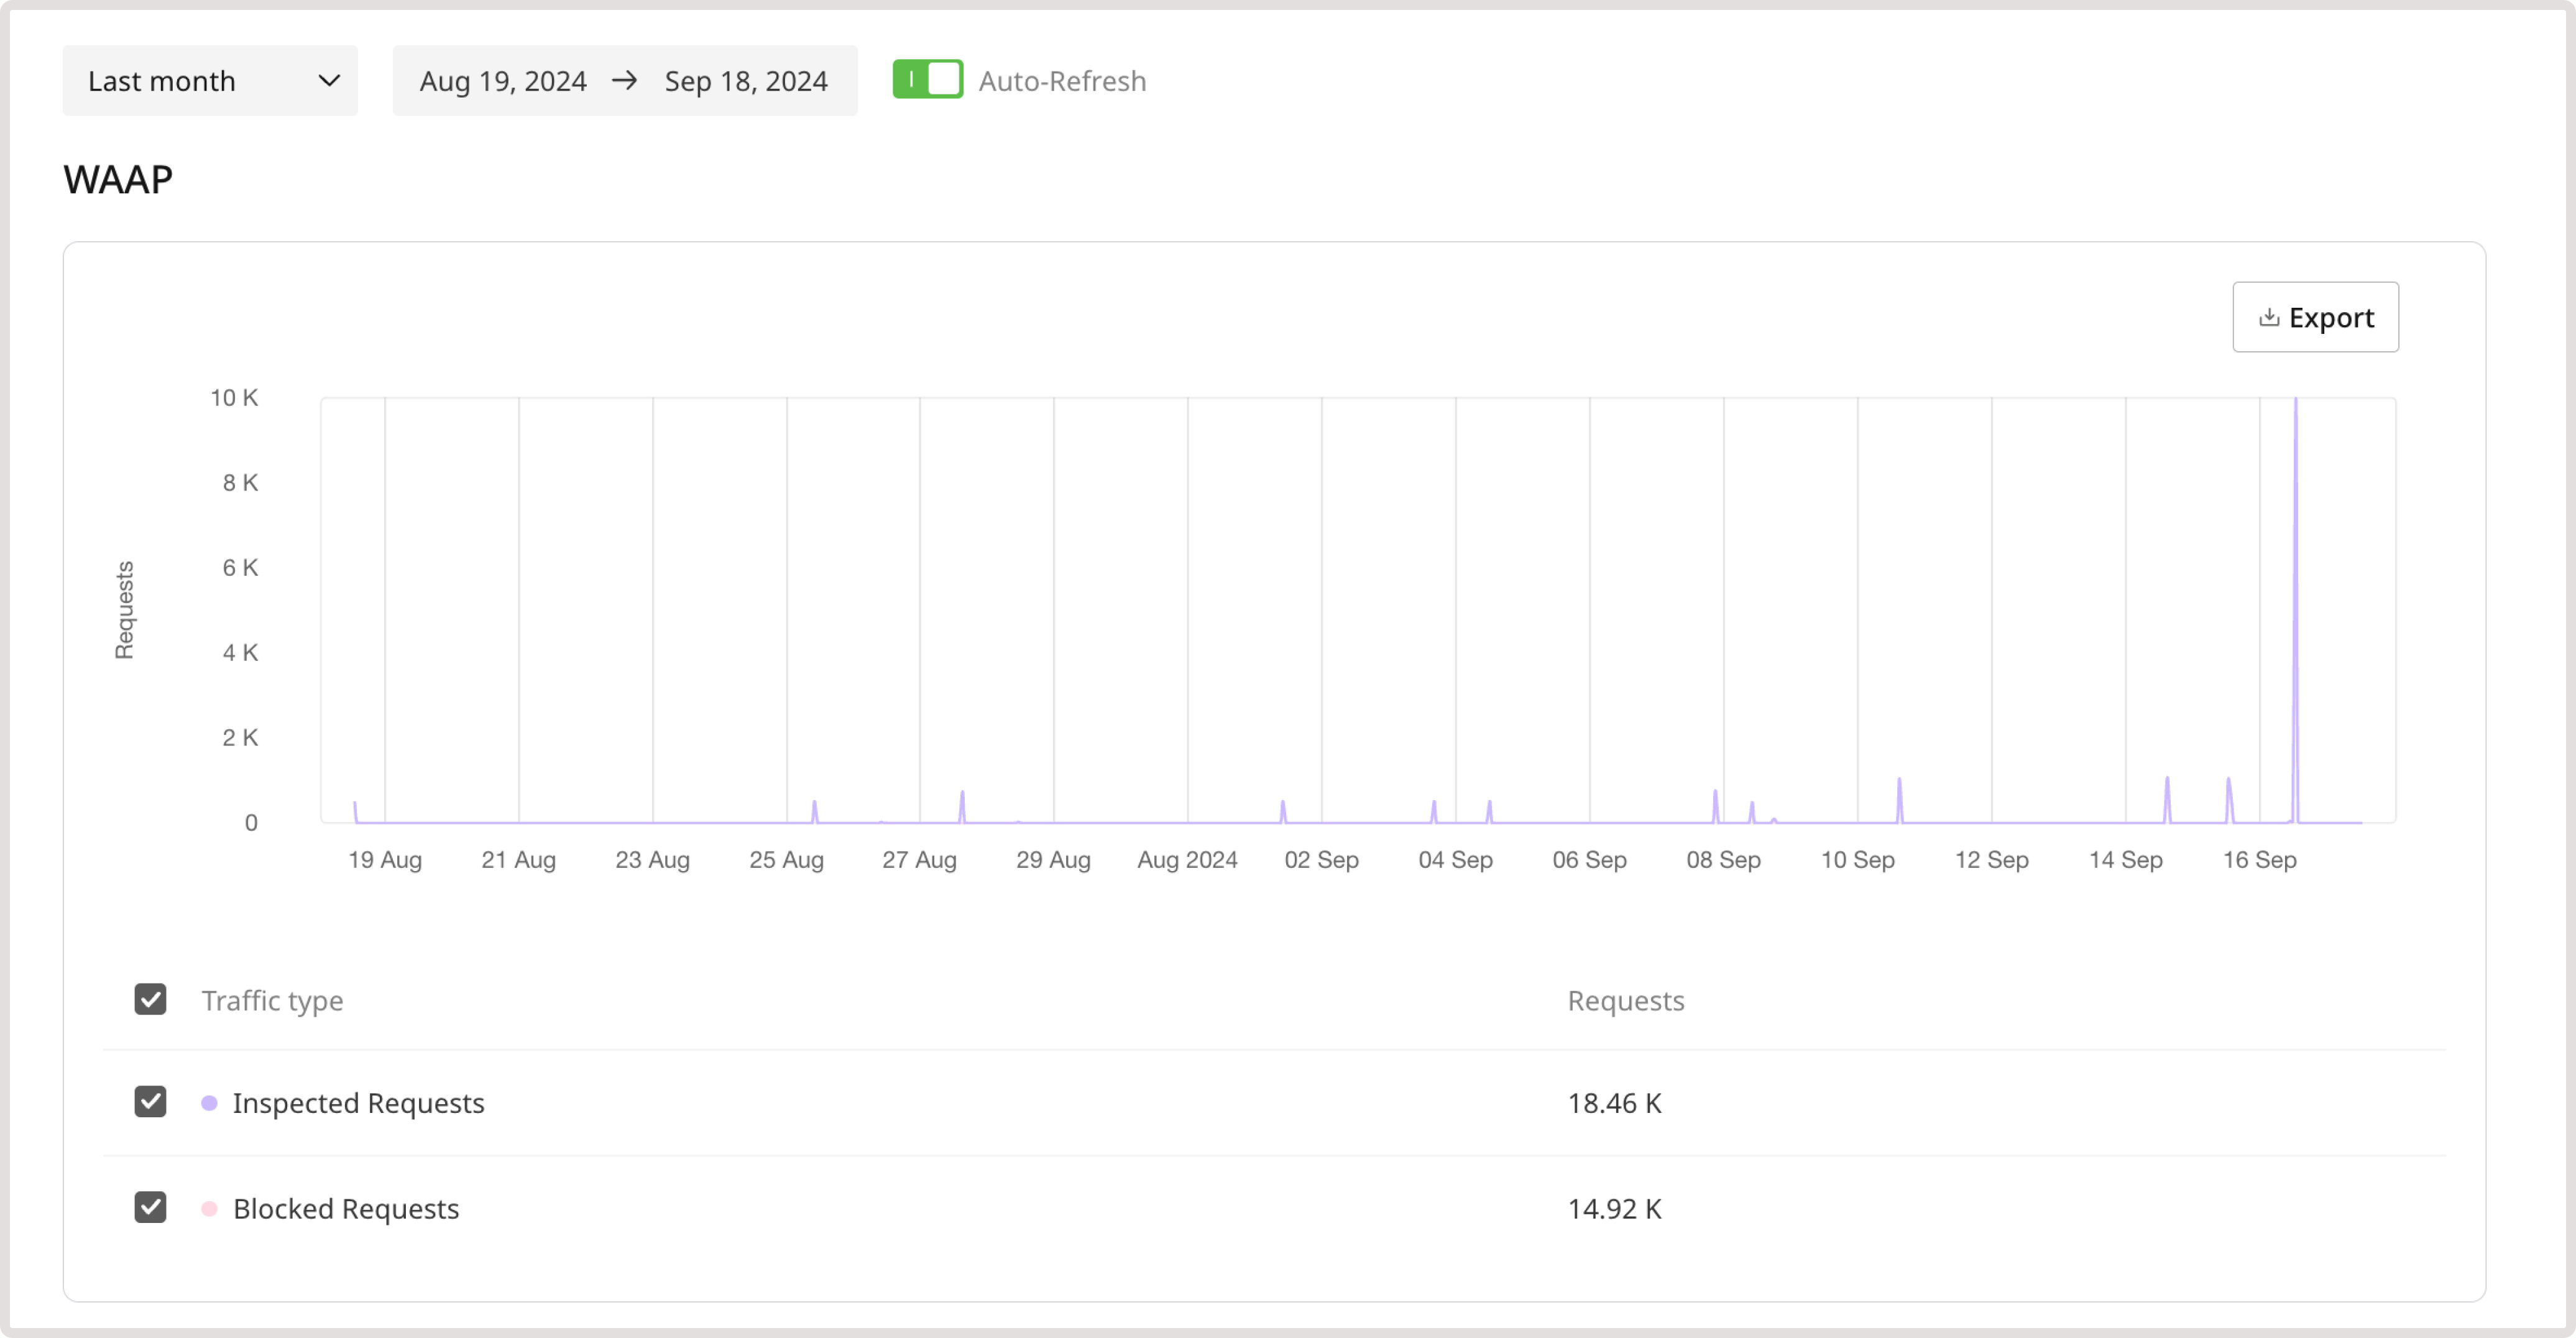 Last month Aug 19, 2024 → Sep 18, 2024 Auto-Refresh
WAAP
Export
10 K
8 K
6 K
4 K
2 K
0
Requests
19 Aug 21 Aug 23 Aug 25 Aug 27 Aug 29 Aug Aug 2024 02 Sep 04 Sep 06 Sep 08 Sep 10 Sep 12 Sep 14 Sep 16 Sep
Traffic type Requests
Inspected Requests 18.46 K
Blocked Requests 14.92 K